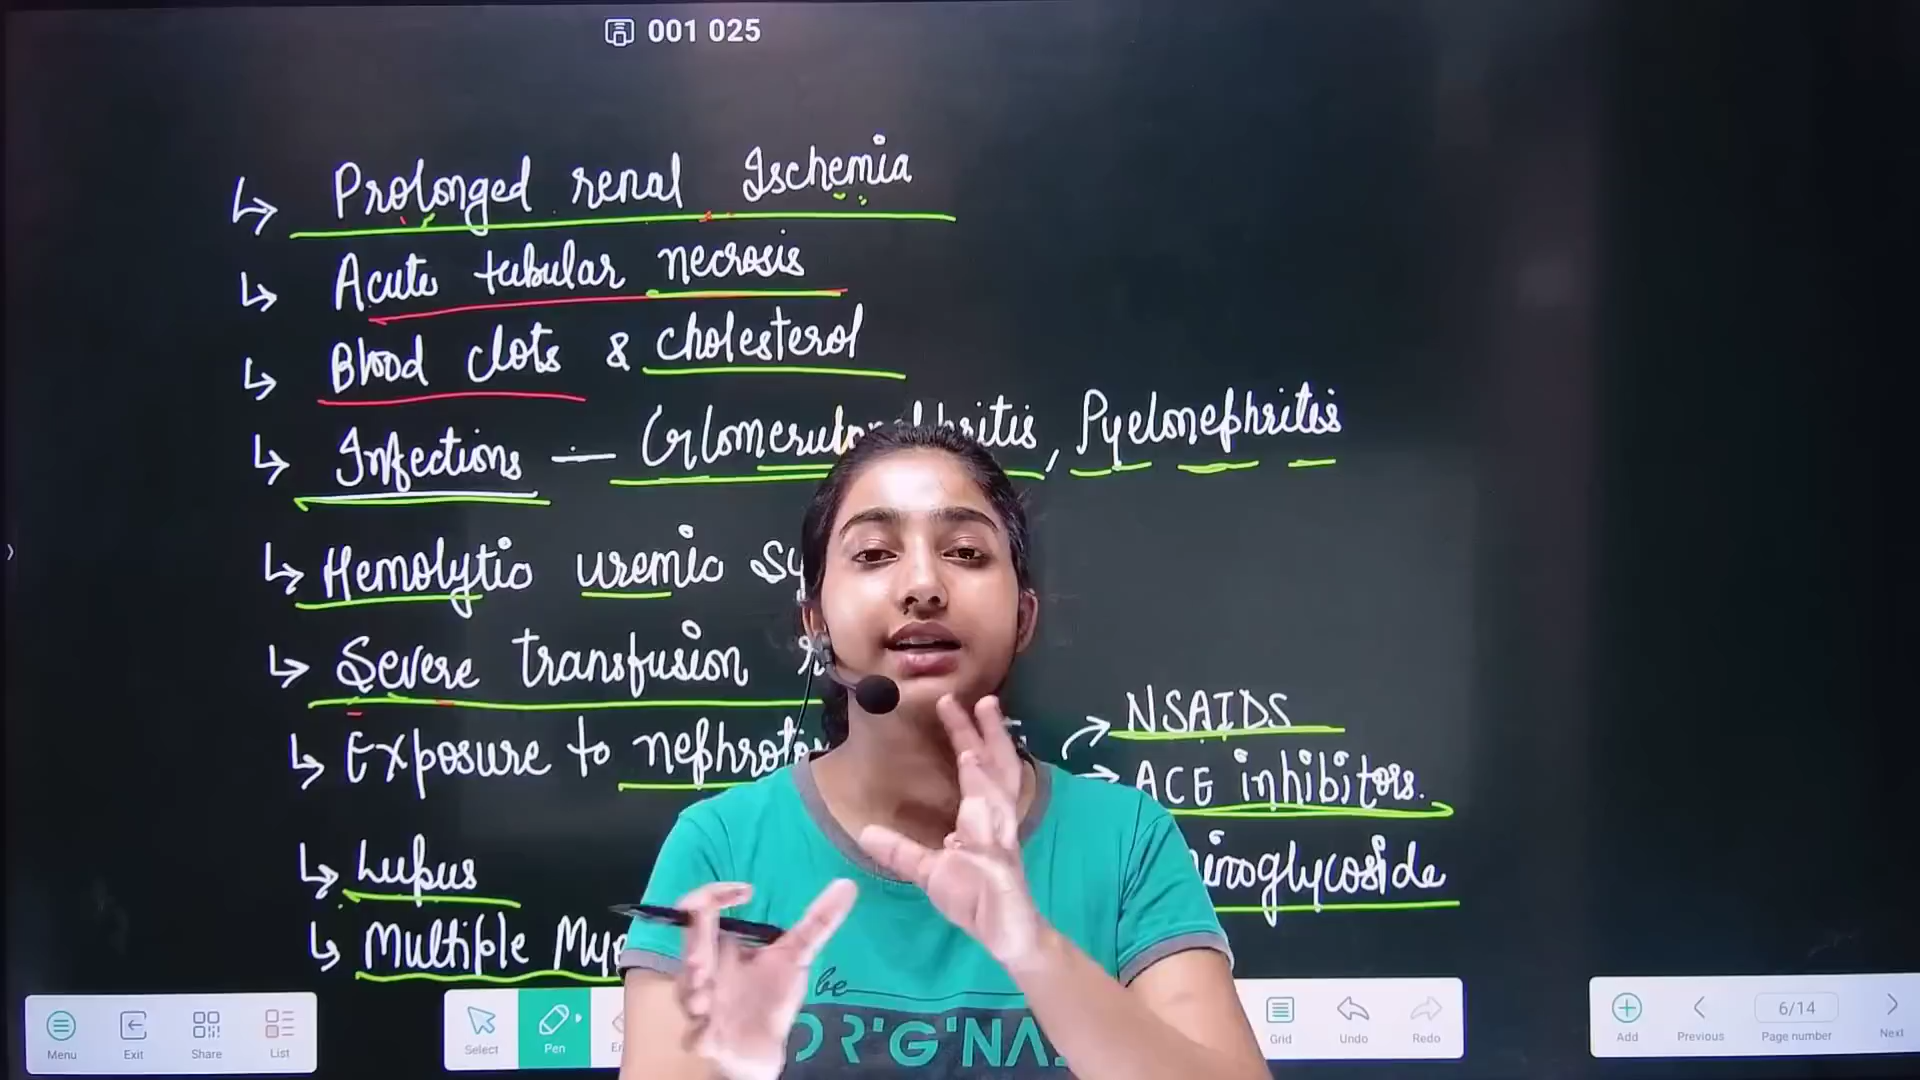 001 025
↳ Prolonged renal Ischemia
↳ Acute tubular necrosis
↳ Blood clots & cholesterol
↳ Infections — Pyelonephritis
↳ Hemolytic uremic
↳ Severe transfusion
↳ Exposure to
NSAIDS
ACE inhibitors.
↳ Lupus
↳ Multiple
be
Menu Exit Share List Select Pen Grid Undo Redo Add Previous 6/14 Page number Next